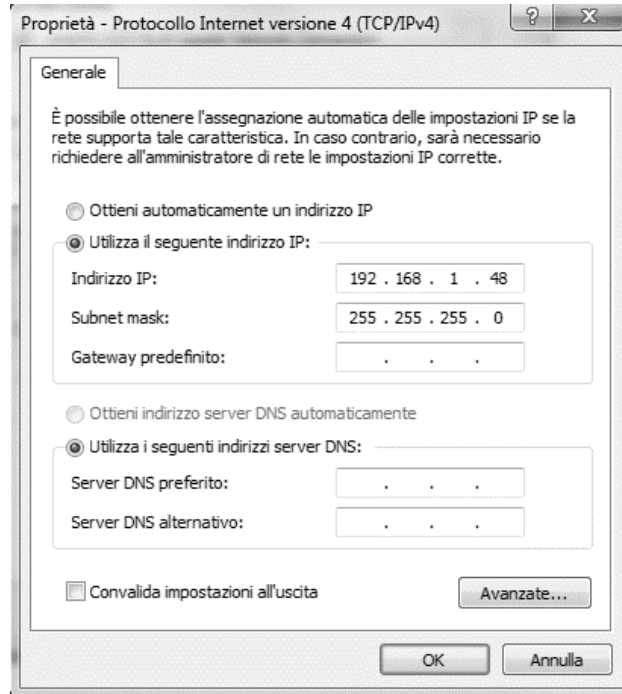 Proprietà - Protocollo Internet versione 4 (TCP/IPv4)
Generale
È possibile ottenere l'assegnazione automatica delle impostazioni IP se la
rete supporta tale caratteristica. In caso contrario, sarà necessario
richiedere all'amministratore di rete le impostazioni IP corrette.
Ottieni automaticamente un indirizzo IP
Utilizza il seguente indirizzo IP:
Indirizzo IP: 192 . 168 . 1 . 48
Subnet mask: 255 . 255 . 255 . 0
Gateway predefinito: . . .
Ottieni indirizzo server DNS automaticamente
Utilizza i seguenti indirizzi server DNS:
Server DNS preferito: . . .
Server DNS alternativo: . . .
Convalida impostazioni all'uscita Avanzate...
OK Annulla